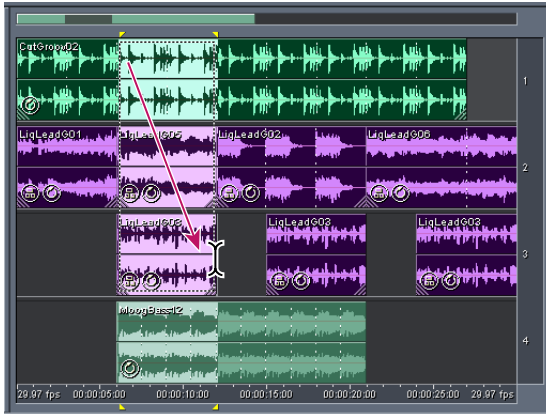 CutGroov02
1
LiqLeadG01 LiqLeadG05 LiqLeadG02 LiqLeadG06
2
LiqLeadG03 LiqLeadG03 LiqLeadG03
3
MoogBass12
4
29.97 fps 00:00:05:00 00:00:10:00 00:00:15:00 00:00:20:00 00:00:25:00 29.97 fps